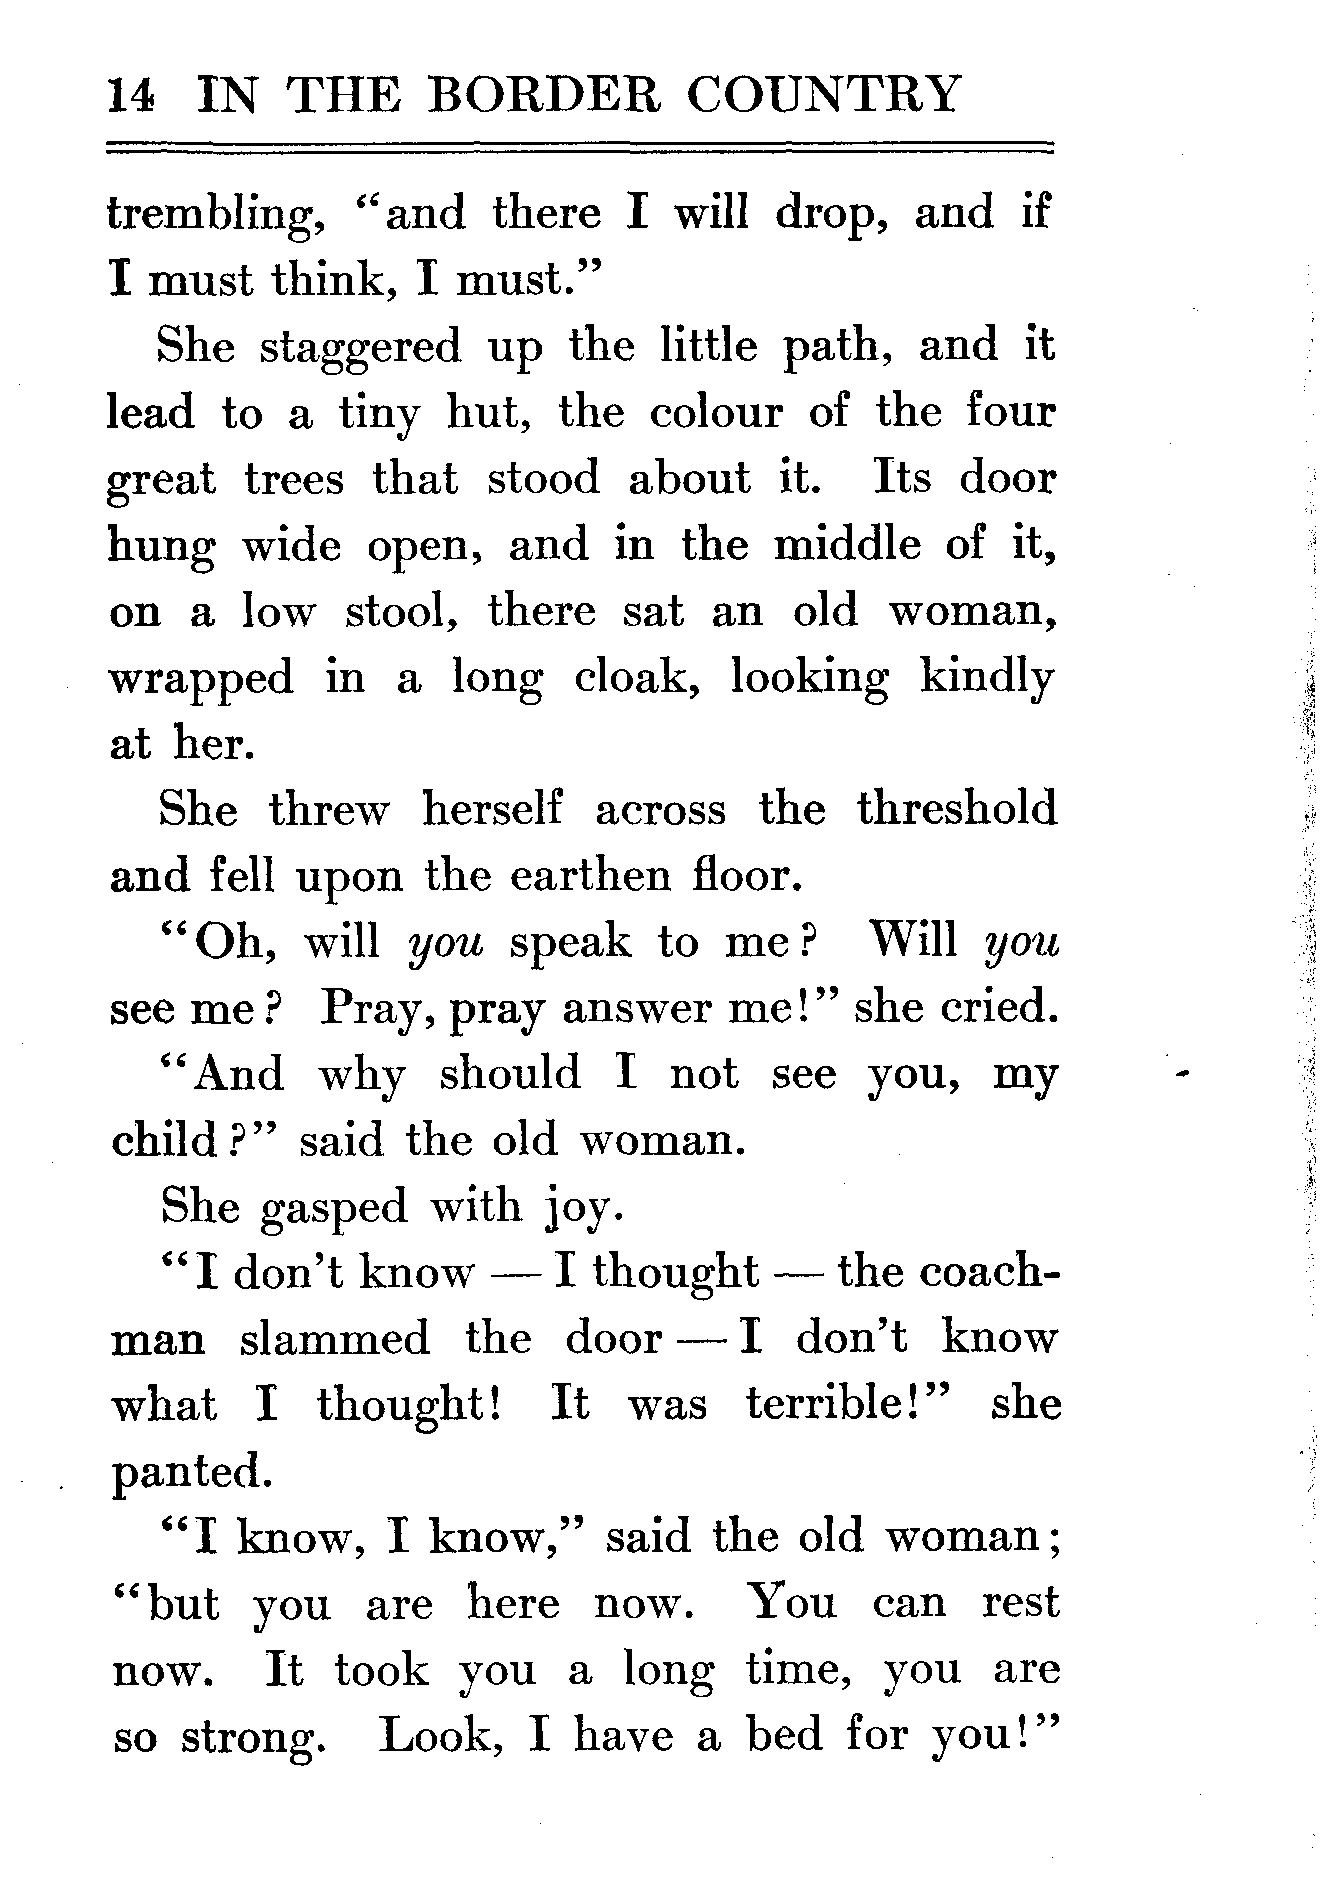 14 IN THE BORDER COUNTRY
trembling, “and there I will drop, and if
I must think, I must.”
She staggered up the little path, and it
lead to a tiny hut, the colour of the four
great trees that stood about it. Its door
hung wide open, and in the middle of it,
on a low stool, there sat an old woman,
wrapped in a long cloak, looking kindly
at her.
She threw herself across the threshold
and fell upon the earthen floor.
“Oh, will you speak to me? Will you
see me? Pray, pray answer me!” she cried.
“And why should I not see you, my
child?” said the old woman.
She gasped with joy.
“I don’t know — I thought — the coach-
man slammed the door — I don’t know
what I thought! It was terrible!” she
panted.
“I know, I know,” said the old woman;
“but you are here now. You can rest
now. It took you a long time, you are
so strong. Look, I have a bed for you!”